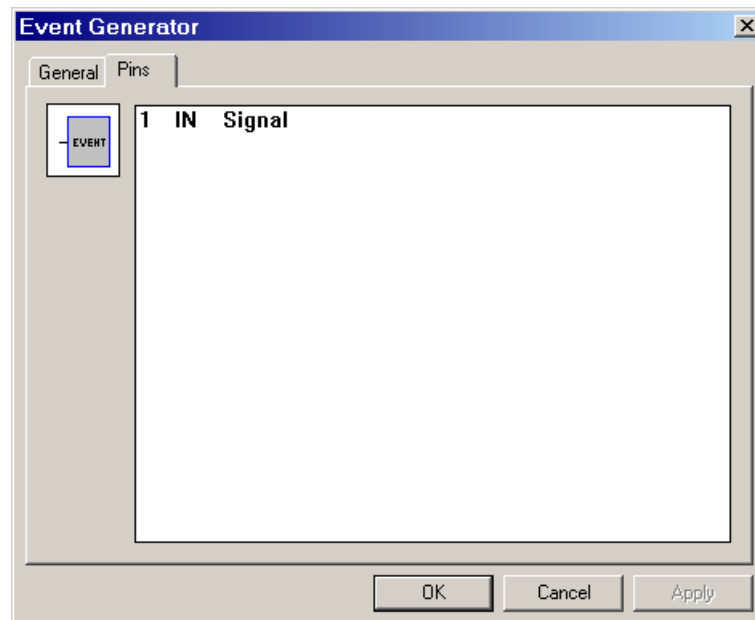 Event Generator
General Pins
EVENT
1 IN Signal
OK Cancel Apply